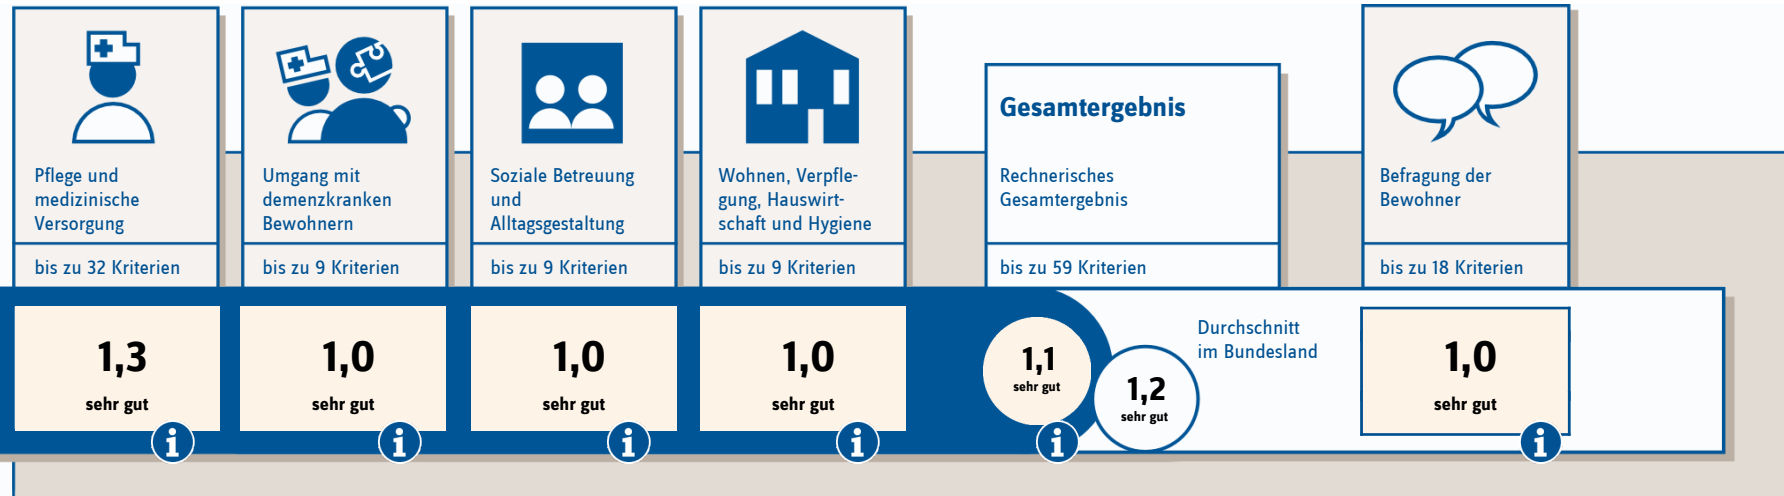 Pflege und
medizinische
Versorgung
bis zu 32 Kriterien
1,3
sehr gut
i
Umgang mit
demenzkranken
Bewohnern
bis zu 9 Kriterien
1,0
sehr gut
i
Soziale Betreuung
und
Alltagsgestaltung
bis zu 9 Kriterien
1,0
sehr gut
i
Wohnen, Verpfle-
gung, Hauswirt-
schaft und Hygiene
bis zu 9 Kriterien
1,0
sehr gut
i
Gesamtergebnis
Rechnerisches
Gesamtergebnis
bis zu 59 Kriterien
1,1
sehr gut
i
1,2
sehr gut
Durchschnitt
im Bundesland
Befragung der
Bewohner
bis zu 18 Kriterien
1,0
sehr gut
i